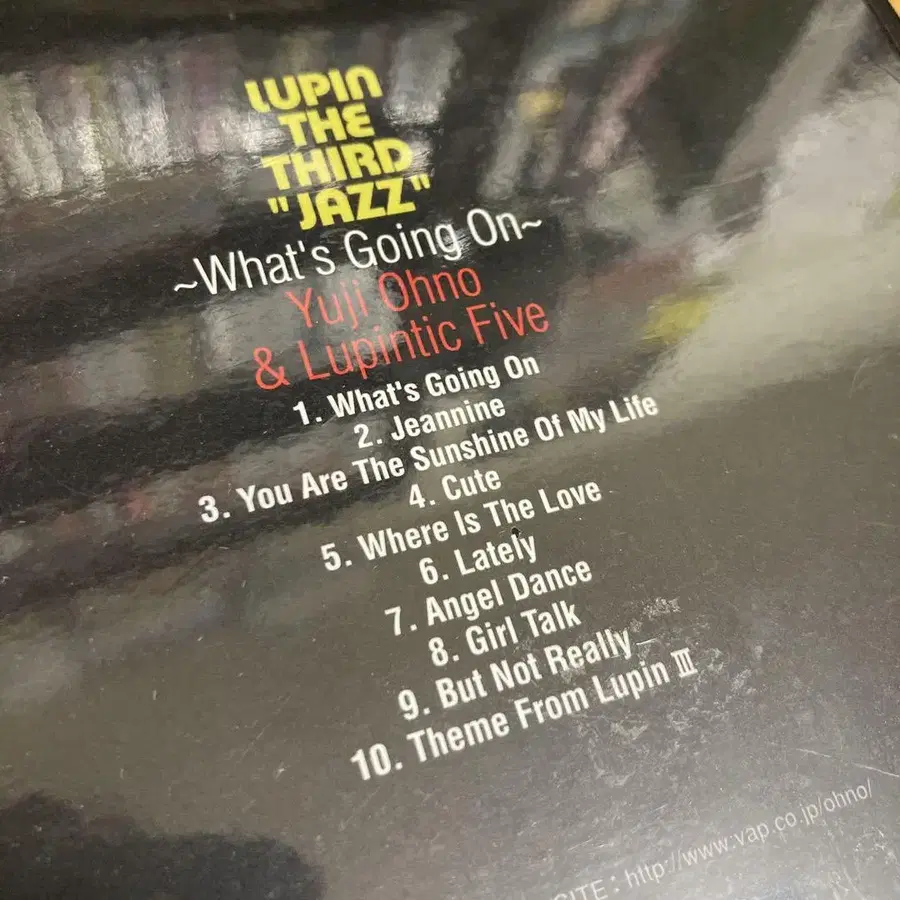 LUPIN
THE
THIRD
"JAZZ"
~What's Going On~
Yuji Ohno
& Lupintic Five
1. What's Going On
2. Jeannine
3. You Are The Sunshine Of My Life
4. Cute
5. Where Is The Love
6. Lately
7. Angel Dance
8. Girl Talk
9. But Not Really
10. Theme From Lupin Ⅲ
SITE : http://www.vap.co.jp/ohno/